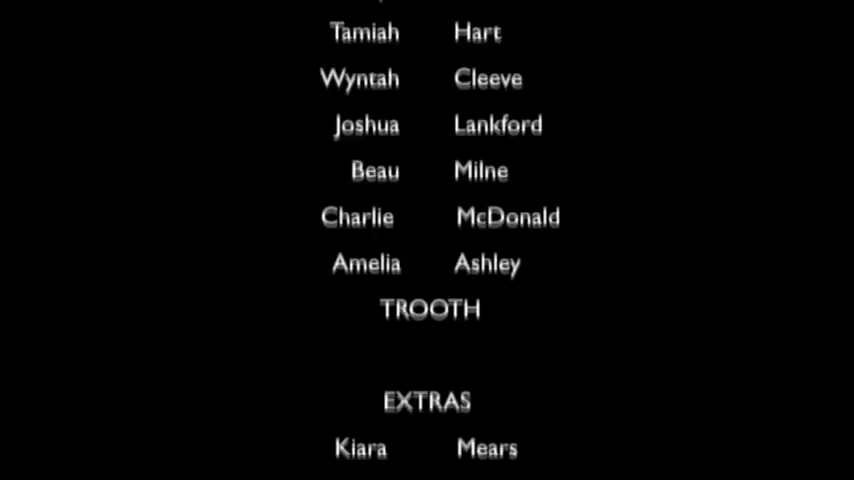 Tamiah Hart
Wyntah Cleeve
Joshua Lankford
Beau Milne
Charlie McDonald
Amelia Ashley
TROOTH
EXTRAS
Kiara Mears